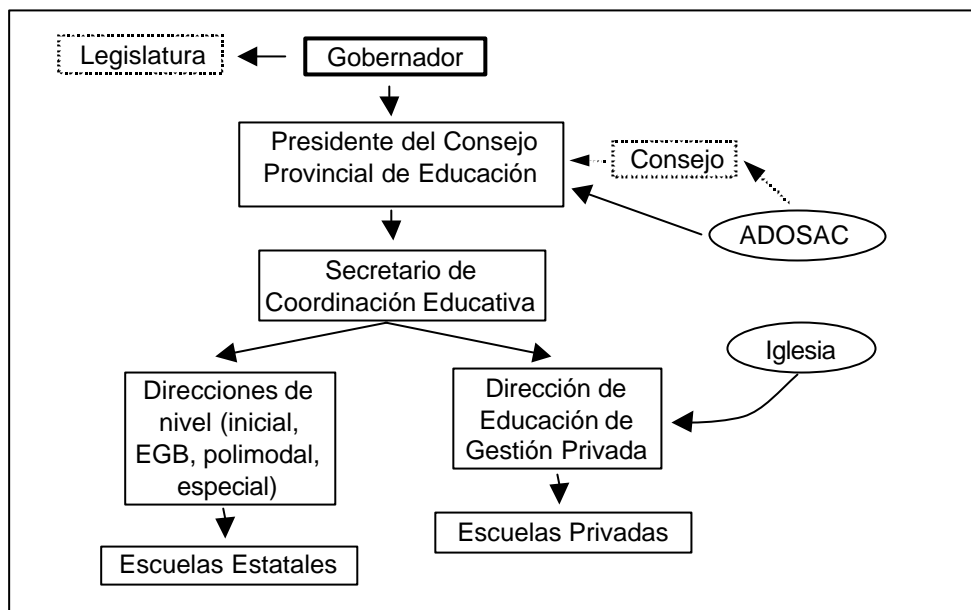 Legislatura
Gobernador
Presidente del Consejo
Provincial de Educación
Consejo
ADOSAC
Secretario de
Coordinación Educativa
Iglesia
Direcciones de
nivel (inicial,
EGB, polimodal,
especial)
Dirección de
Educación de
Gestión Privada
Escuelas Privadas
Escuelas Estatales